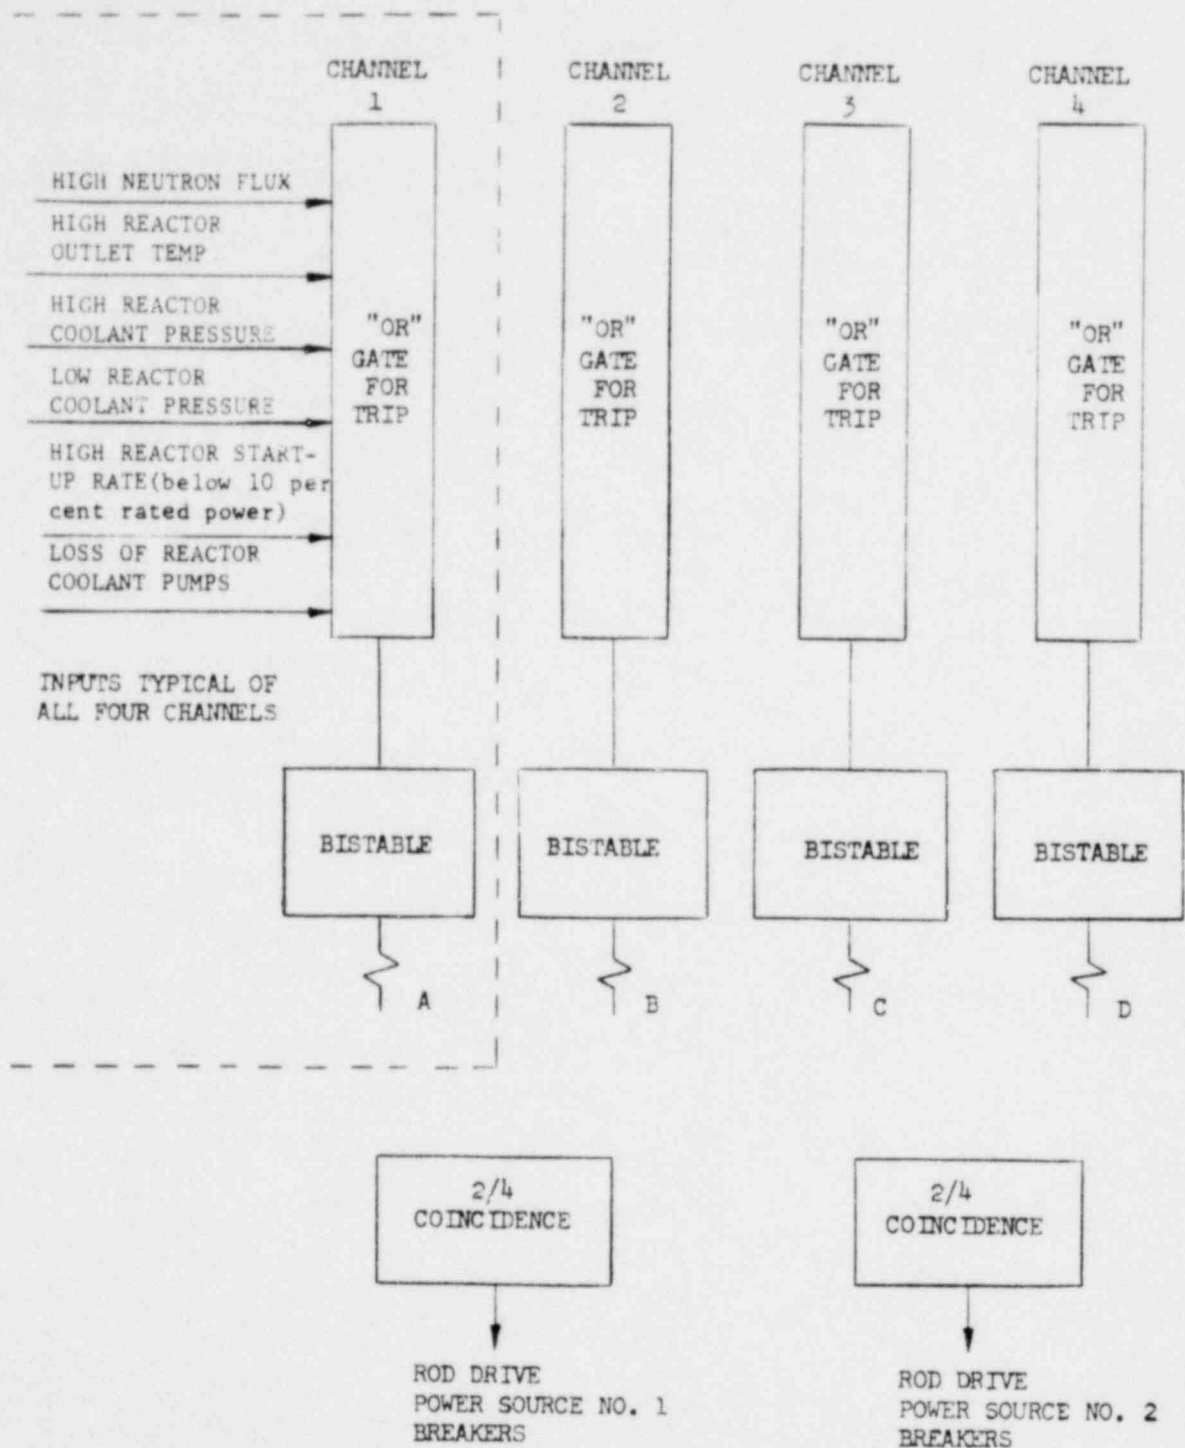 CHANNEL
1
CHANNEL
2
CHANNEL
3
CHANNEL
4
HIGH NEUTRON FLUX
HIGH REACTOR
OUTLET TEMP
HIGH REACTOR
COOLANT PRESSURE
LOW REACTOR
COOLANT PRESSURE
HIGH REACTOR START-
UP RATE(below 10 per
cent rated power)
LOSS OF REACTOR
COOLANT PUMPS
"OR"
GATE
FOR
TRIP
"OR"
GATE
FOR
TRIP
"OR"
GATE
FOR
TRIP
"OR"
GATE
FOR
TRIP
INPUTS TYPICAL OF
ALL FOUR CHANNELS
BISTABLE
BISTABLE
BISTABLE
BISTABLE
A
B
C
D
2/4
COINCIDENCE
2/4
COINCIDENCE
ROD DRIVE
POWER SOURCE NO. 1
BREAKERS
ROD DRIVE
POWER SOURCE NO. 2
BREAKERS